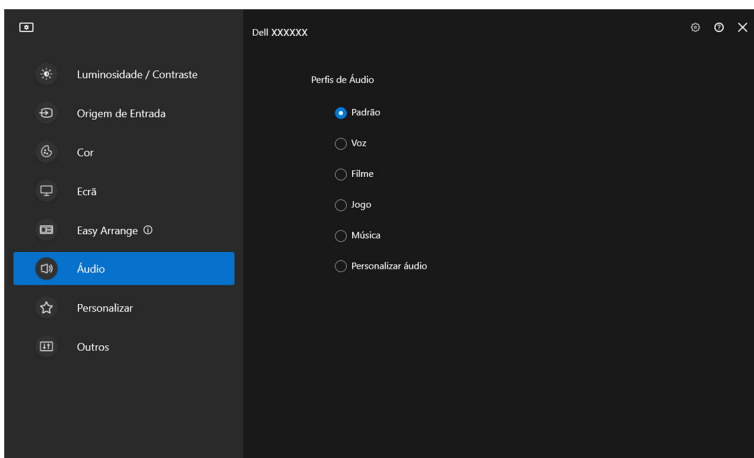 Dell XXXXXX
Luminosidade / Contraste
Origem de Entrada
Cor
Ecrã
Easy Arrange
Áudio
Personalizar
Outros
Perfis de Áudio
Padrão
Voz
Filme
Jogo
Música
Personalizar áudio